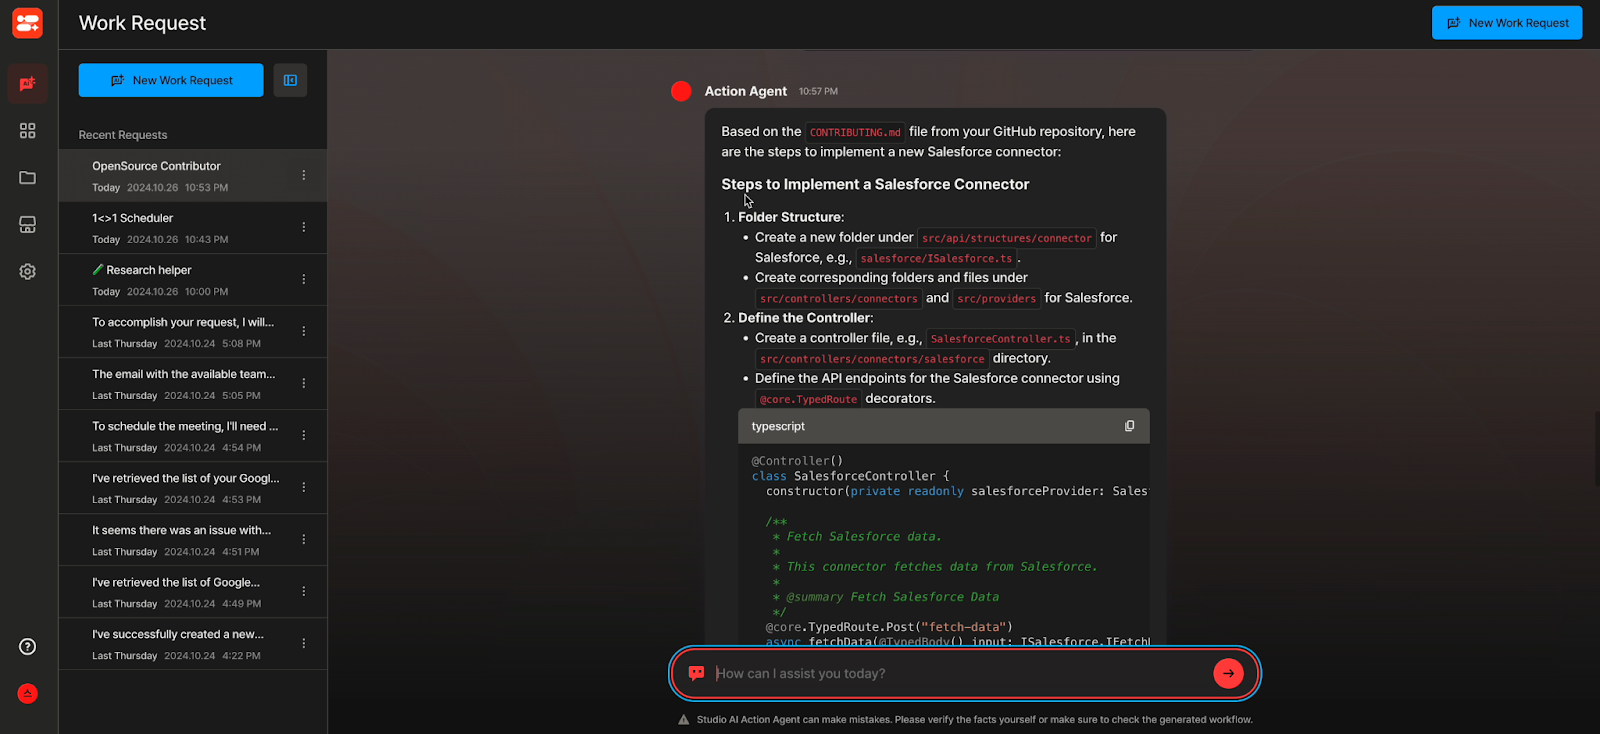 Work Request
New Work Request
New Work Request
Recent Requests
OpenSource Contributor
Today 2024.10.26 10:53 PM
1<>1 Scheduler
Today 2024.10.26 10:43 PM
Research helper
Today 2024.10.26 10:00 PM
To accomplish your request, I will...
Last Thursday 2024.10.24 5:08 PM
The email with the available team...
Last Thursday 2024.10.24 5:05 PM
To schedule the meeting, I'll need ...
Last Thursday 2024.10.24 4:54 PM
I've retrieved the list of your Googl...
Last Thursday 2024.10.24 4:53 PM
It seems there was an issue with...
Last Thursday 2024.10.24 4:51 PM
I've retrieved the list of Google...
Last Thursday 2024.10.24 4:49 PM
I've successfully created a new...
Last Thursday 2024.10.24 4:22 PM
Action Agent 10:57 PM
Based on the CONTRIBUTING.md file from your GitHub repository, here
are the steps to implement a new Salesforce connector:
Steps to Implement a Salesforce Connector
1. Folder Structure:
• Create a new folder under src/api/structures/connector for
Salesforce, e.g., salesforce/ISalesforce.ts .
• Create corresponding folders and files under
src/controllers/connectors and src/providers for Salesforce.
2. Define the Controller:
• Create a controller file, e.g., SalesforceController.ts , in the
src/controllers/connectors/salesforce directory.
• Define the API endpoints for the Salesforce connector using
@core.TypedRoute decorators.
typescript
@Controller()
class SalesforceController {
constructor(private readonly salesforceProvider: Sales
/**
* Fetch Salesforce data.
*
* This connector fetches data from Salesforce.
*
* @summary Fetch Salesforce Data
*/
@core.TypedRoute.Post("fetch-data")
async fetchData(@TypedBody() input: ISalesforce.IFetch
How can I assist you today?
Studio AI Action Agent can make mistakes. Please verify the facts yourself or make sure to check the generated workflow.